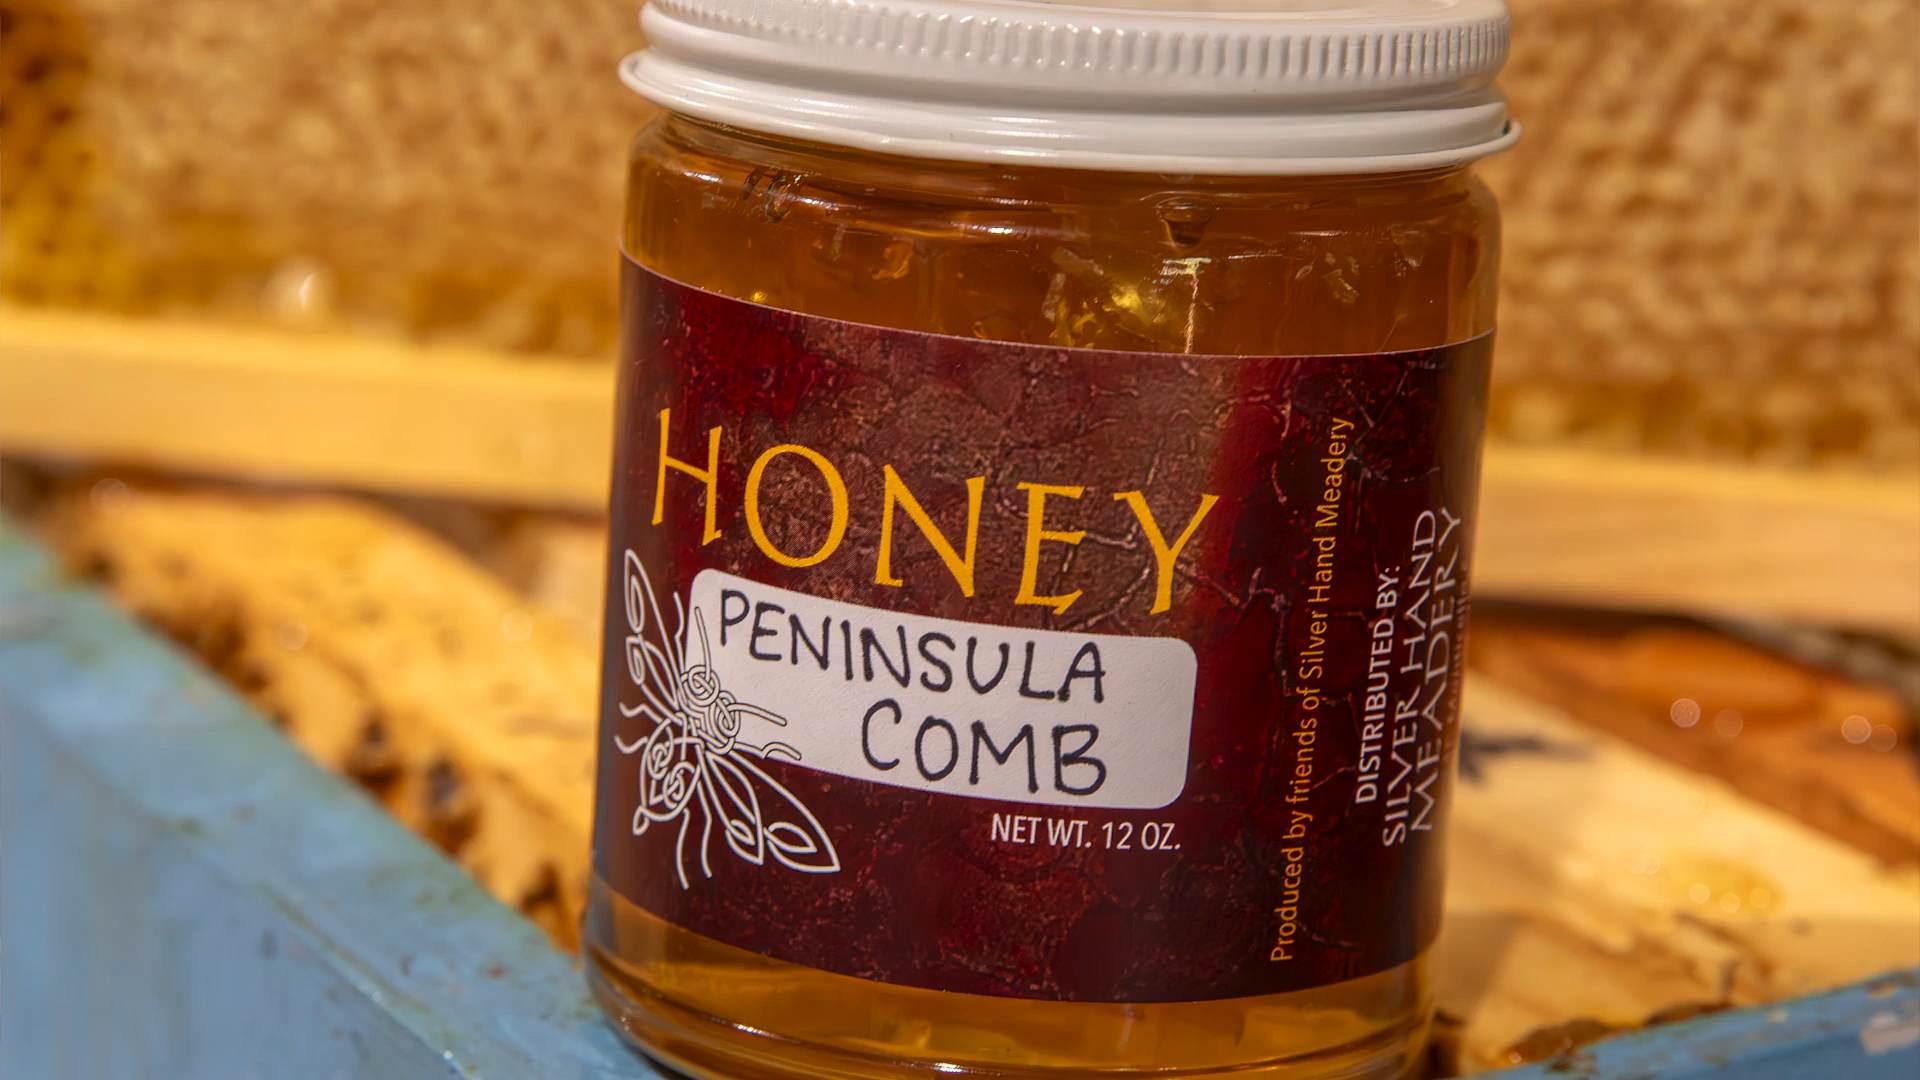 HONEY
PENINSULA
COMB
NET WT. 12 OZ.
Produced by friends of Silver Hand Meadery
DISTRIBUTED BY:
SILVER HAND
MEADERY